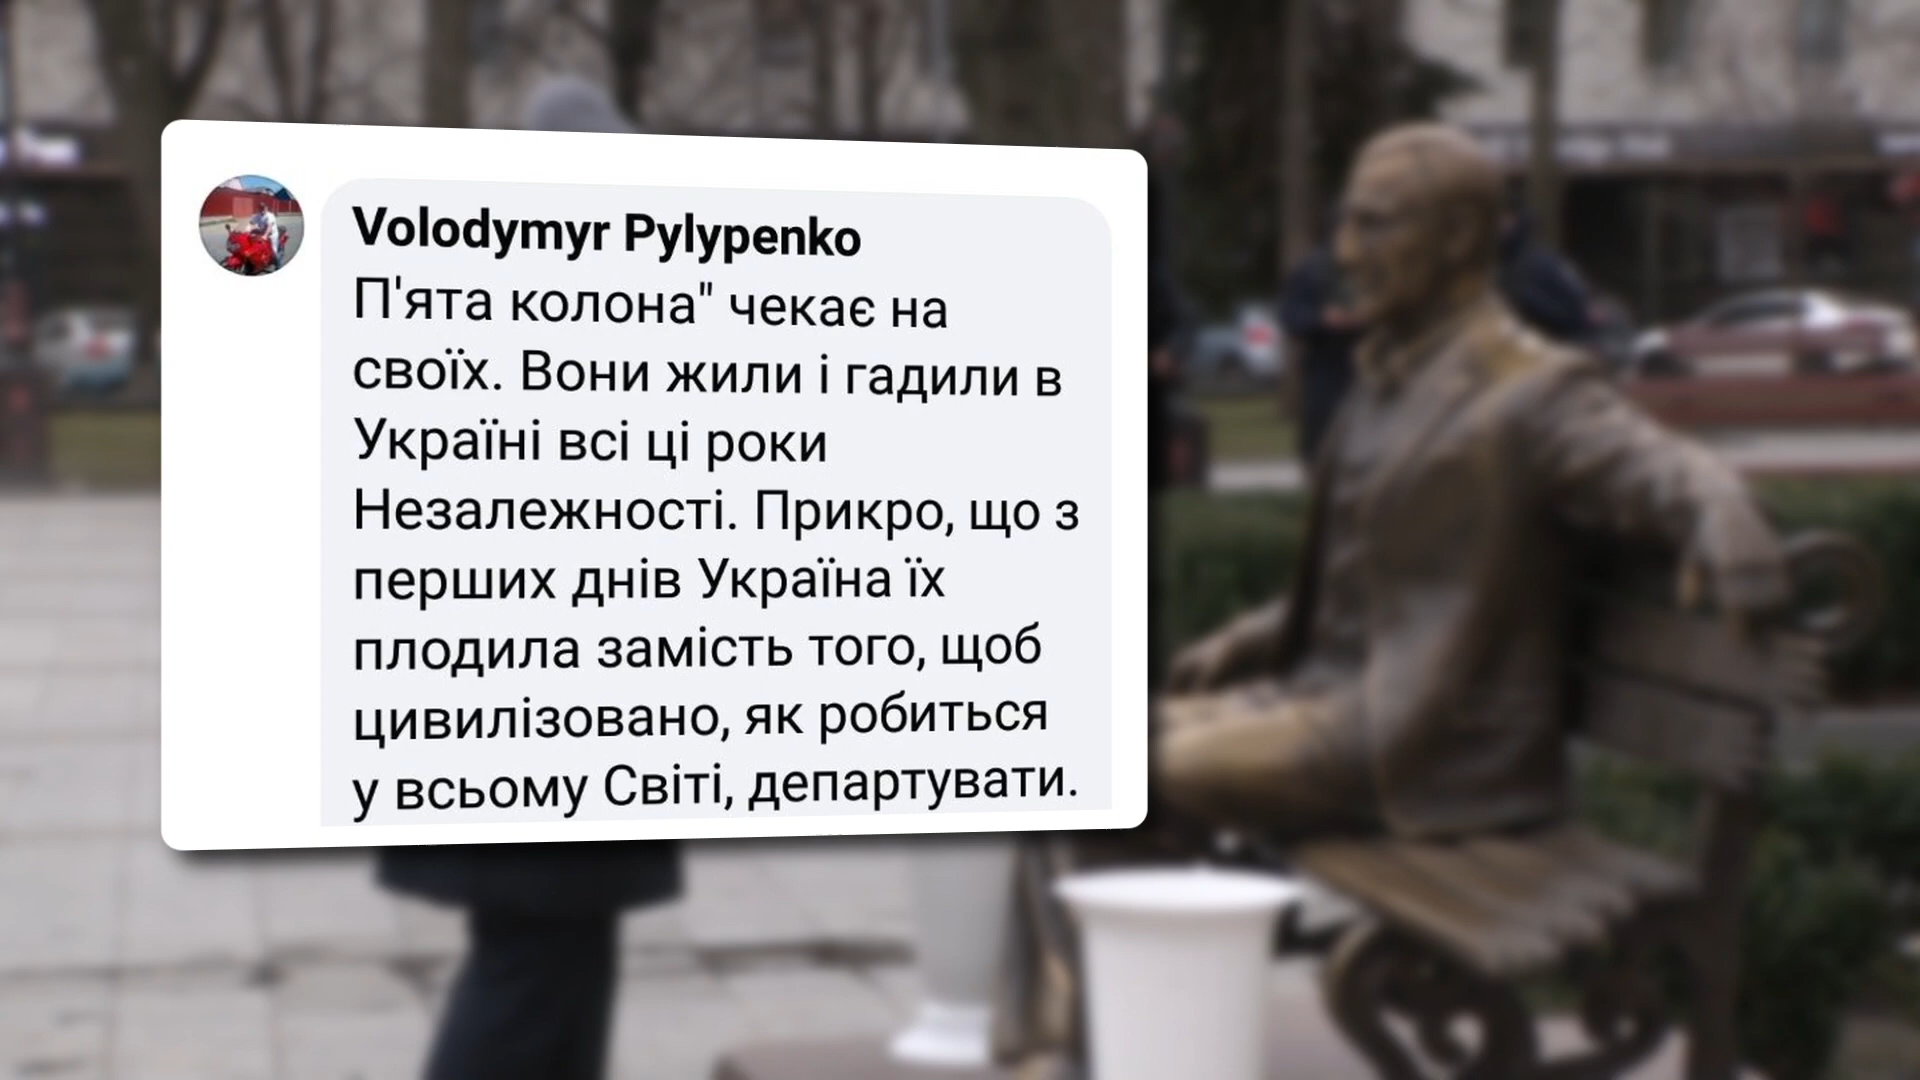 Volodymyr Pylypenko
П'ята колона" чекає на
своїх. Вони жили і гадили в
Україні всі ці роки
Незалежності. Прикро, що з
перших днів Україна їх
плодила замість того, щоб
цивилізовано, як робиться
у всьому Світі, департувати.